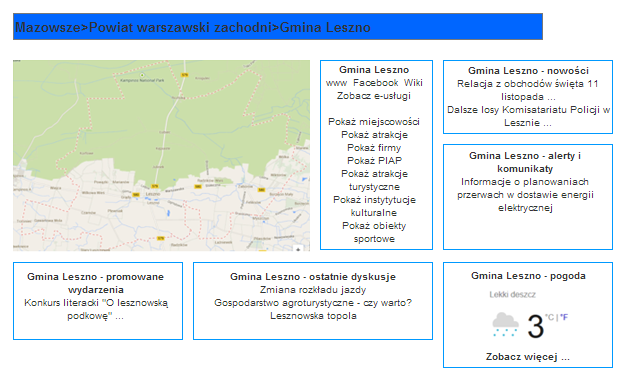 Mazowsze>Powiat warszawski zachodni>Gmina Leszno
Gmina Leszno
www Facebook Wiki
Zobacz e-usługi
Pokaż miejscowości
Pokaż atrakcje
Pokaż firmy
Pokaż PIAP
Pokaż atrakcje
turystyczne
Pokaż instytytucje
kulturalne
Pokaż obiekty
sportowe
Gmina Leszno - nowości
Relacja z obchodów święta 11
listopada ...
Dalsze losy Komisatariatu Policji w
Lesznie ...
Gmina Leszno - alerty i
komunikaty
Informacje o planowaniach
przerwach w dostawie energii
elektrycznej
Gmina Leszno - promowane
wydarzenia
Konkurs literacki "O lesznowską
podkowę" ...
Gmina Leszno - ostatnie dyskusje
Zmiana rozkładu jazdy
Gospodarstwo agroturystyczne - czy warto?
Lesznowska topola
Gmina Leszno - pogoda
Lekki deszcz
3 °C | °F
Zobacz więcej ...